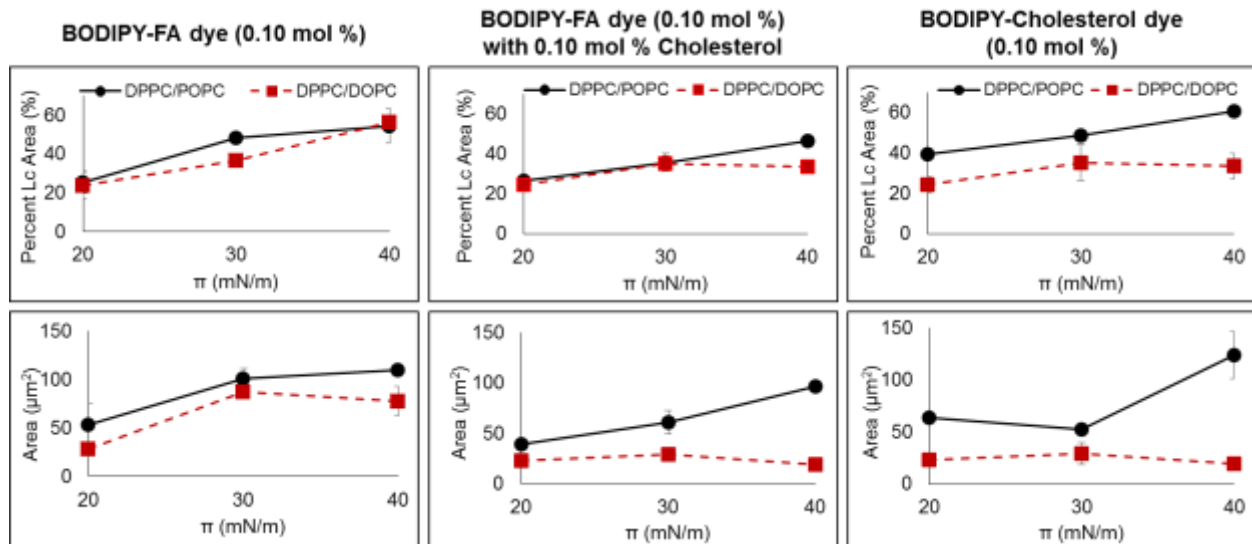 BODIPY-FA dye (0.10 mol %)
BODIPY-FA dye (0.10 mol %)
with 0.10 mol % Cholesterol
BODIPY-Cholesterol dye
(0.10 mol %)
DPPC/POPC DPPC/DOPC
Percent Lc Area (%)
60
40
20
0
20 30 40
π (mN/m)
DPPC/POPC DPPC/DOPC
Percent Lc Area (%)
60
40
20
0
20 30 40
π (mN/m)
DPPC/POPC DPPC/DOPC
Percent Lc Area (%)
60
40
20
0
20 30 40
π (mN/m)
Area (µm²)
150
100
50
0
20 30 40
π (mN/m)
Area (µm²)
150
100
50
0
20 30 40
π (mN/m)
Area (µm²)
150
100
50
0
20 30 40
π (mN/m)